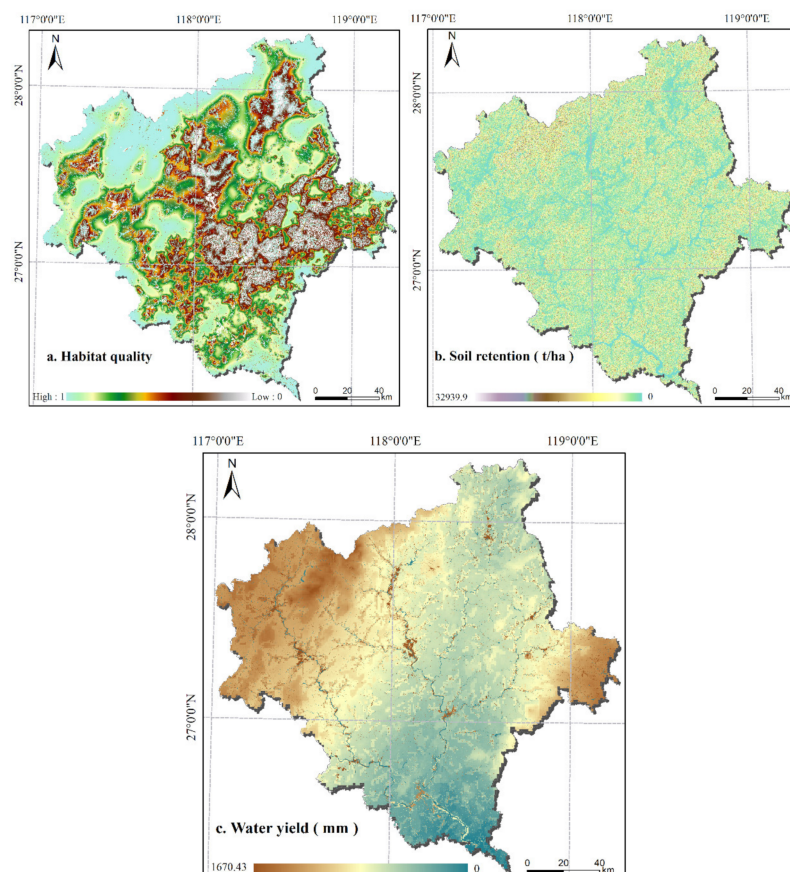 117°0'0"E 118°0'0"E 119°0'0"E
N
28°0'0"N
27°0'0"N
a. Habitat quality
High : 1 Low : 0
0 20 40
km
117°0'0"E 118°0'0"E 119°0'0"E
N
28°0'0"N
27°0'0"N
b. Soil retention ( t/ha )
32939.9 0
0 20 40
km
117°0'0"E 118°0'0"E 119°0'0"E
N
28°0'0"N
27°0'0"N
c. Water yield ( mm )
1670.43 0
0 20 40
km